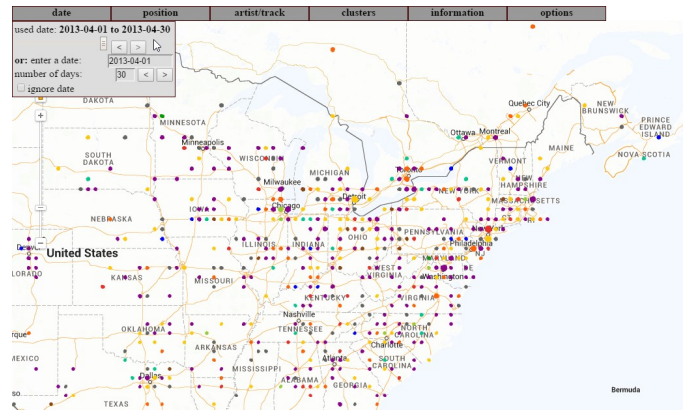 date position artist/track clusters information options
used date: 2013-04-01 to 2013-04-30
< >
or: enter a date: 2013-04-01
number of days: 30 < >
ignore date
DAKOTA
MINNESOTA
Quebec City
NEW
BRUNSWICK
PRINCE
EDWARD
ISLAND
+
Ottawa Montreal
Minneapolis
MAINE
SOUTH
DAKOTA
WISCONSIN
VERMONT
NOVA SCOTIA
MICHIGAN
Toronto
Milwaukee
NEW
HAMPSHIRE
NEW YORK
Detroit
MASSACHUSETTS
IOWA
Chicago
CT RI
NEBRASKA
PENNSYLVANIA
New York
OHIO
ILLINOIS
INDIANA
Philadelphia
United States
MARYLAND
NJ
WEST
VIRGINIA
DE
Washington
KANSAS
MISSOURI
KENTUCKY
VIRGINIA
Nashville
OKLAHOMA
TENNESSEE
NORTH
CAROLINA
ARKANSAS
Charlotte
Atlanta
SOUTH
CAROLINA
MISSISSIPPI
Dallas
ALABAMA
GEORGIA
Bermuda
TEXAS